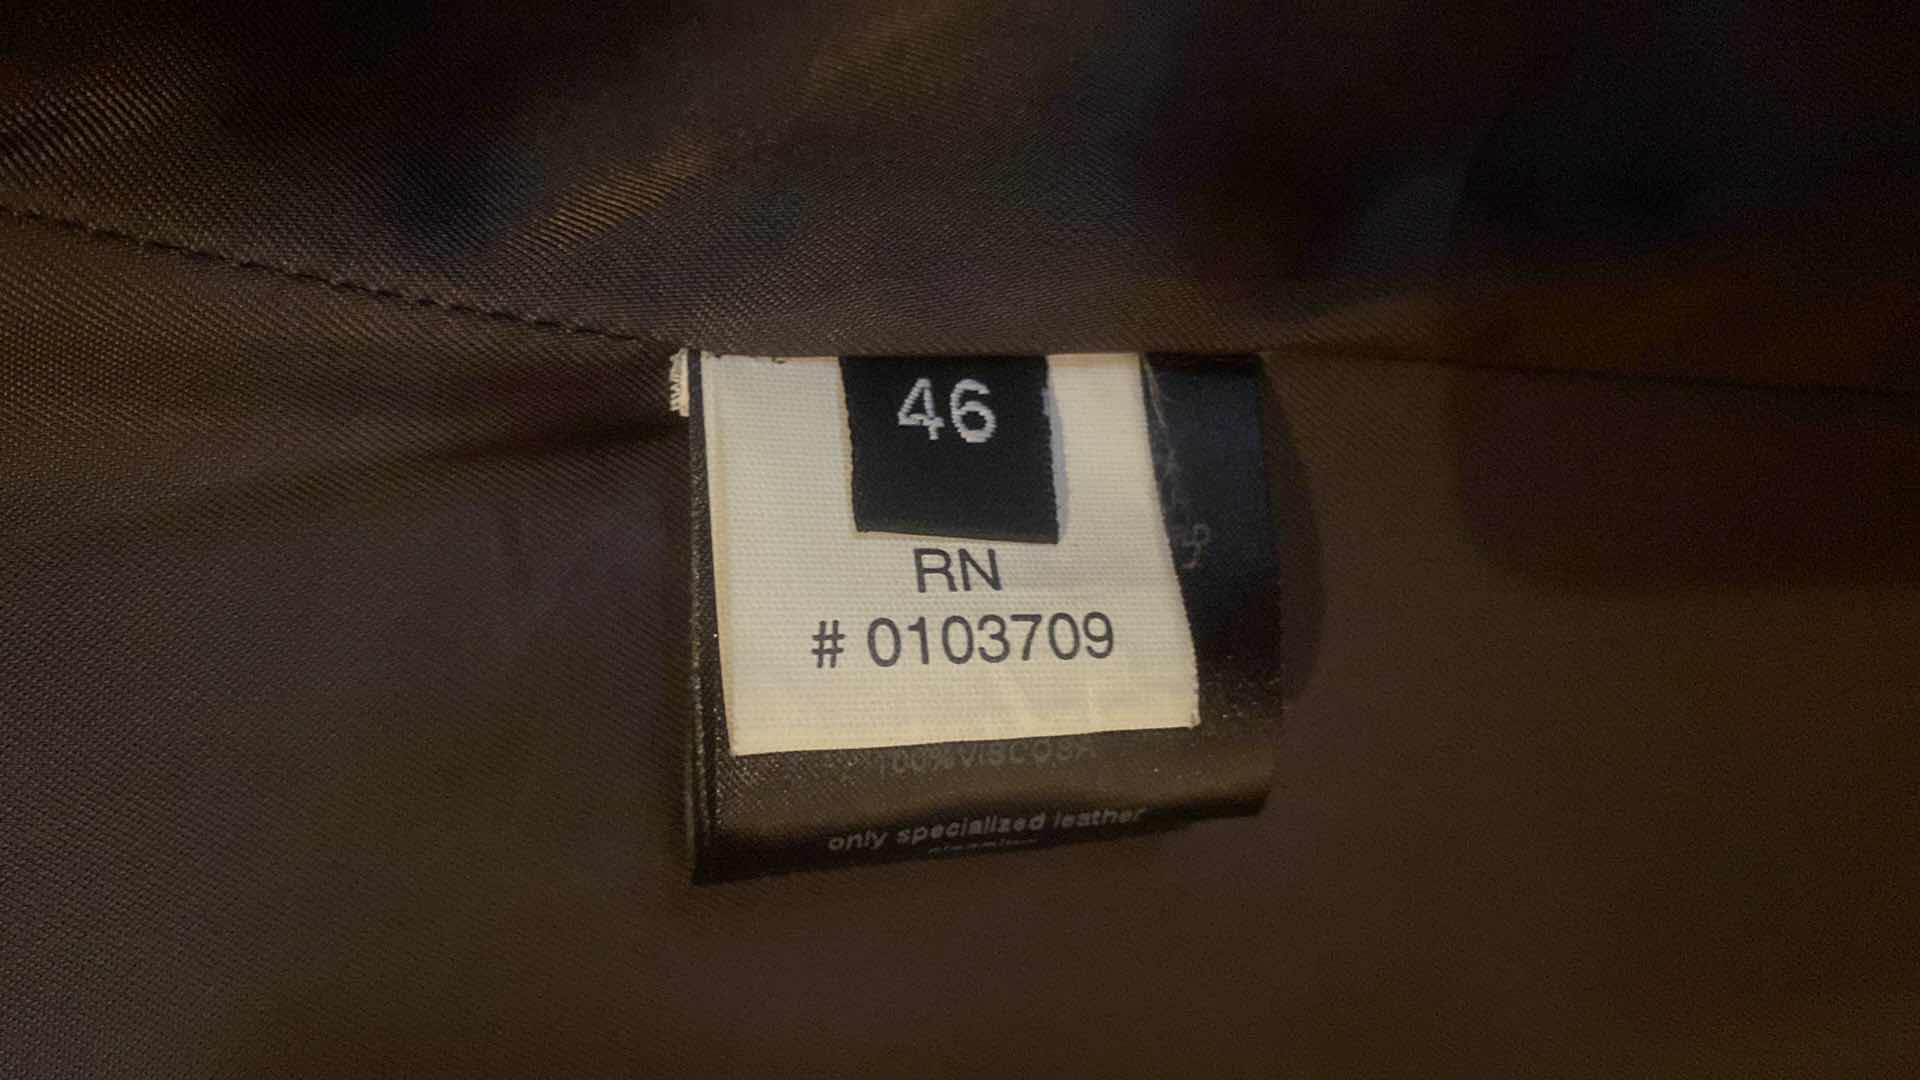 46
RN
# 0103709
100%VISCOSA
only specialized leather